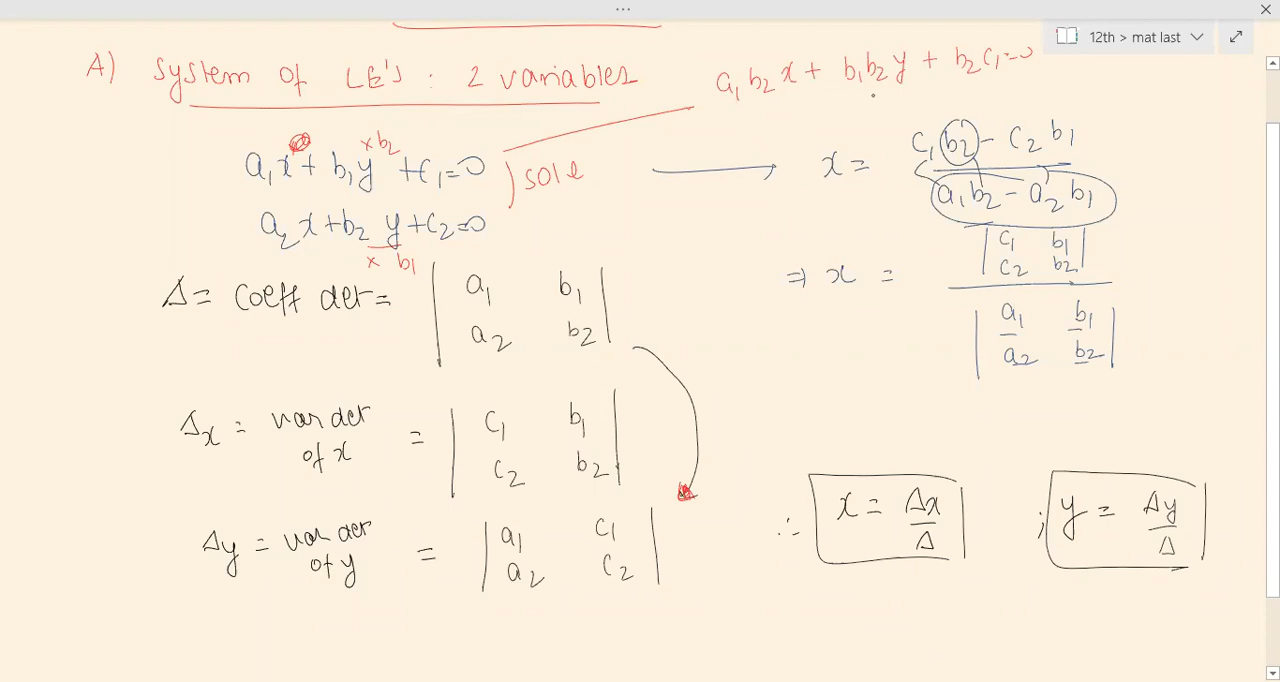 12th > mat last
A) System of LE's : 2 variables
a₁b₂x + b₁b₂y + b₂c₁=0
a₁x + b₁y + c₁=0
x b₂
a₂x+b₂y+c₂=0
x b₁
) sole
x = c₁b₂ - c₂b₁ / a₁b₂ - a₂b₁
⇒ x = |c₁ b₁
c₂ b₂|
/
|a₁ b₁
a₂ b₂|
Δ= coeff det= |a₁ b₁
a₂ b₂|
Δx = var det of x = |c₁ b₁
c₂ b₂|
Δy = var det of y = |a₁ c₁
a₂ c₂|
∴ x = Δx / Δ ; y = Δy / Δ